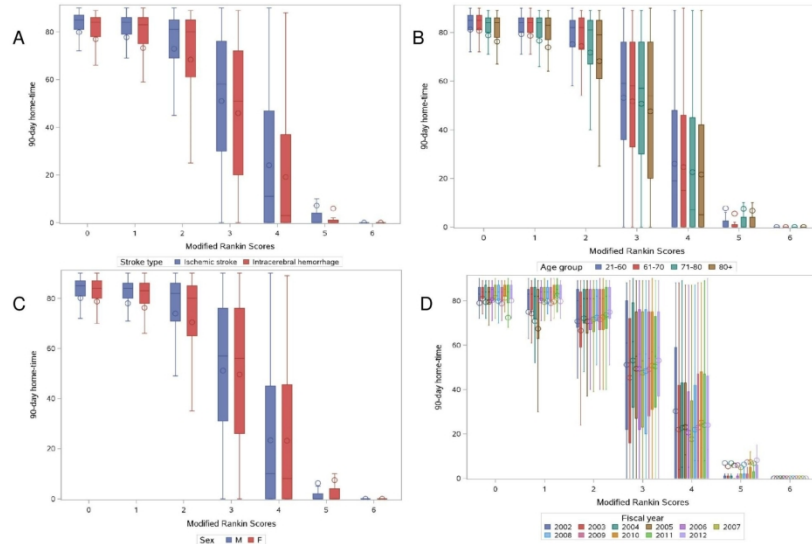 A
90-day home-time
80
60
40
20
0
0 1 2 3 4 5 6
Modified Rankin Scores
Stroke type Ischemic stroke Intracerebral hemorrhage
B
90-day home-time
80
60
40
20
0
0 1 2 3 4 5 6
Modified Rankin Scores
Age group 21-60 61-70 71-80 80+
C
90-day home-time
80
60
40
20
0
0 1 2 3 4 5 6
Modified Rankin Scores
Sex M F
D
90-day home-time
80
60
40
20
0
0 1 2 3 4 5 6
Modified Rankin Scores
Fiscal year
2002 2003 2004 2005 2006 2007
2008 2009 2010 2011 2012